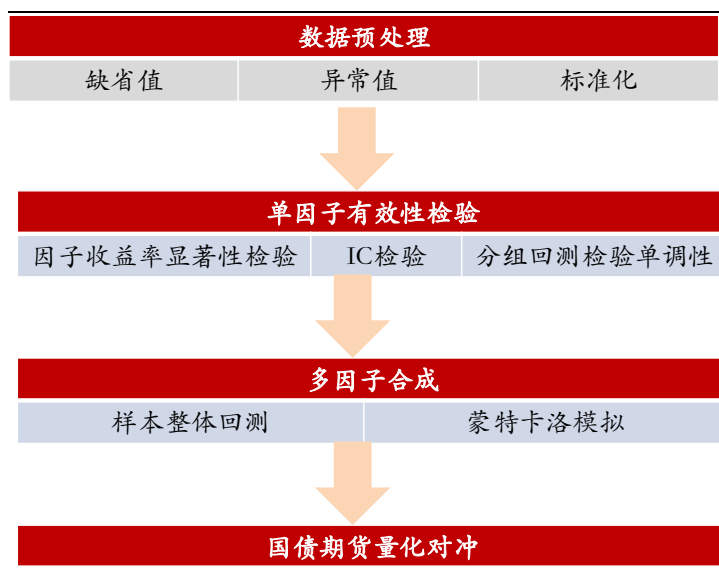 数据预处理
缺省值 异常值 标准化
单因子有效性检验
因子收益率显著性检验 IC检验 分组回测检验单调性
多因子合成
样本整体回测 蒙特卡洛模拟
国债期货量化对冲